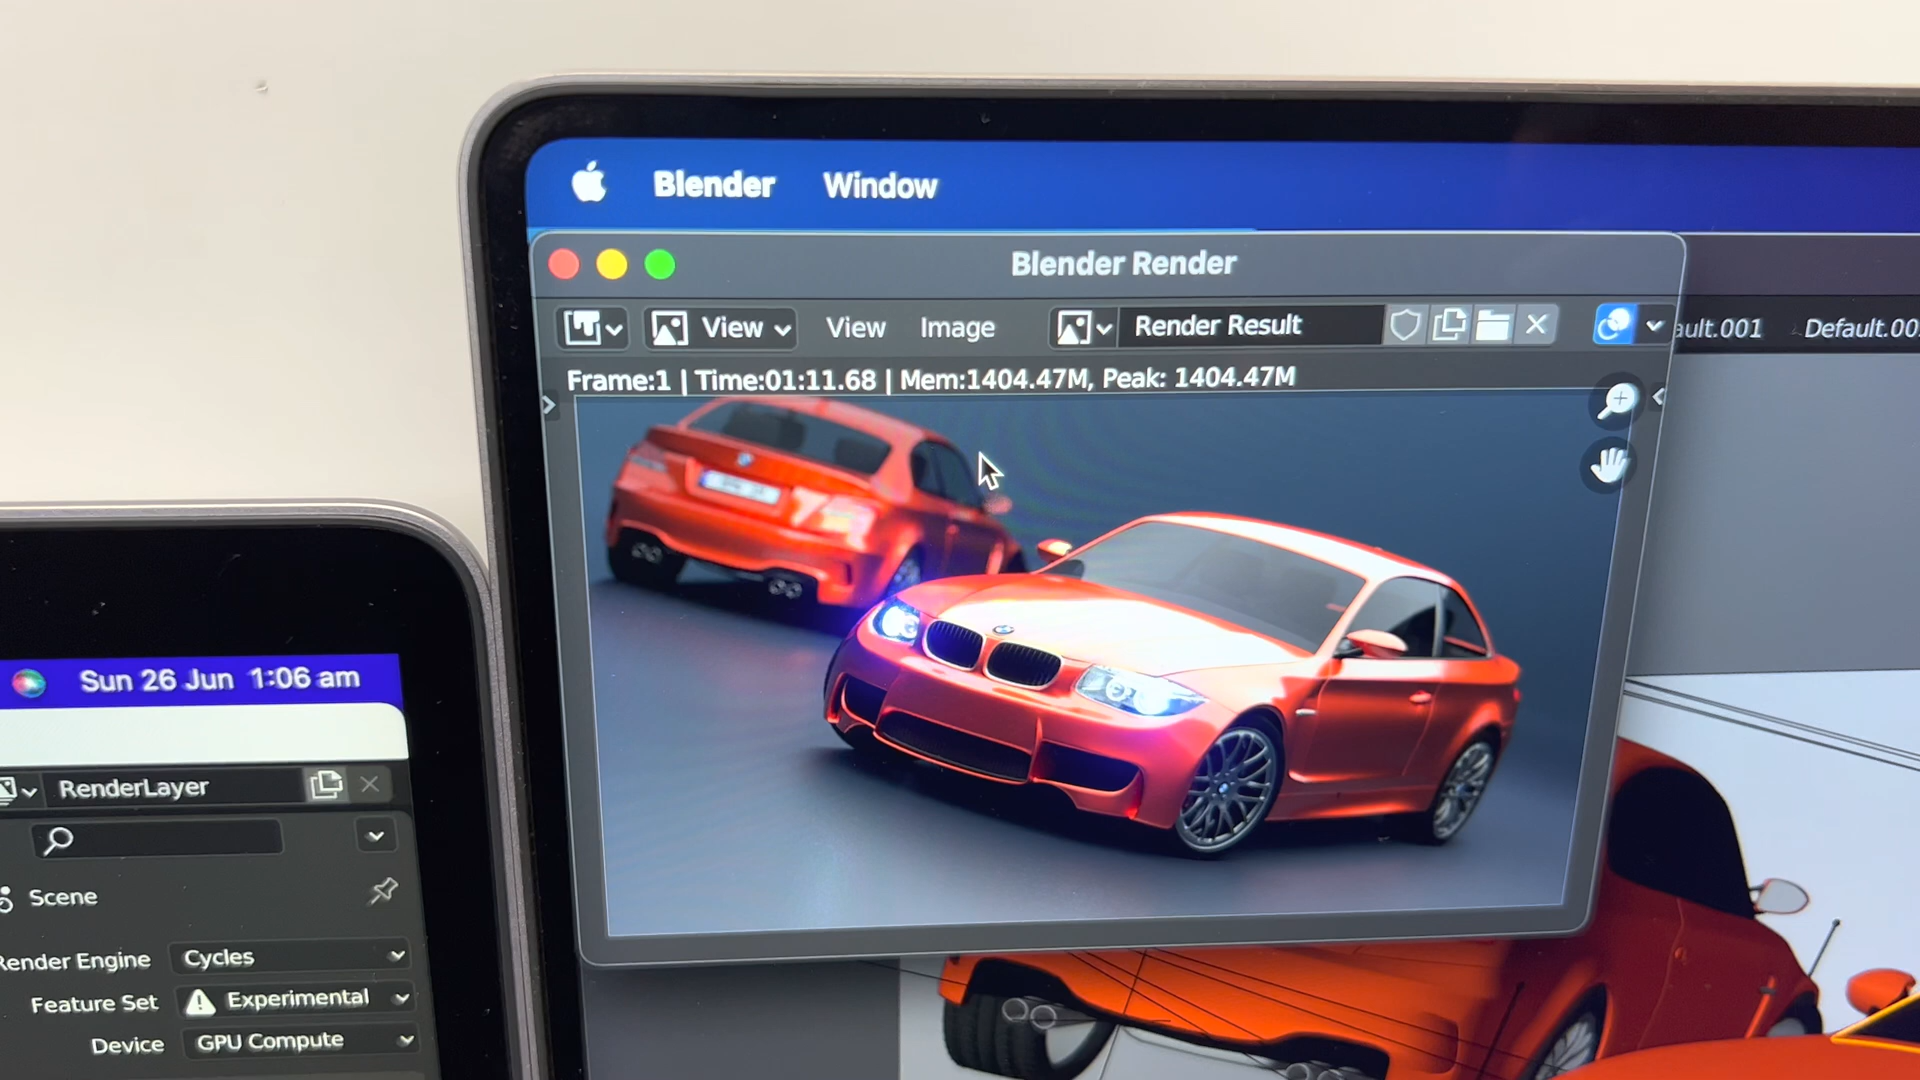 Blender Window
Blender Render
View View Image Render Result
ault.001 Default.00
Frame:1 | Time:01:11.68 | Mem:1404.47M, Peak: 1404.47M
Sun 26 Jun 1:06 am
RenderLayer
Scene
Render Engine Cycles
Feature Set Experimental
Device GPU Compute